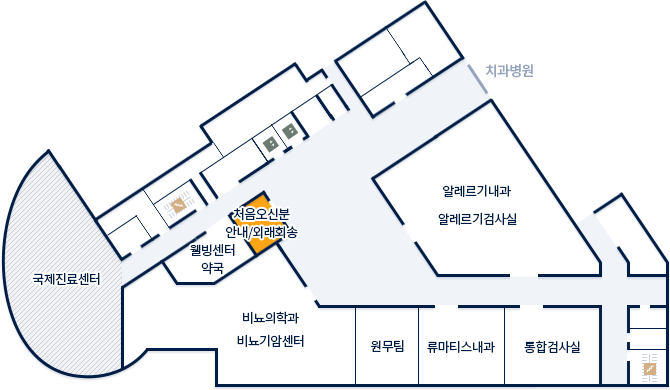 치과병원
알레르기내과
알레르기검사실
처음오신분
안내/외래회송
웰빙센터
약국
국제진료센터
비뇨의학과
비뇨기암센터
원무팀
류마티스내과
통합검사실